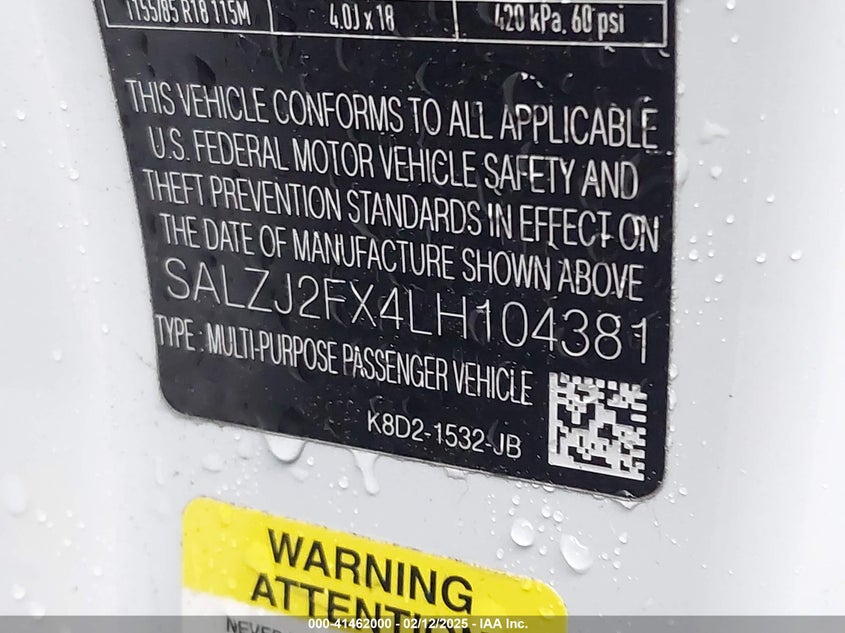 T155/85 R18 115M 4.0J x 18 420 kPa, 60 psi
THIS VEHICLE CONFORMS TO ALL APPLICABLE
U.S. FEDERAL MOTOR VEHICLE SAFETY AND
THEFT PREVENTION STANDARDS IN EFFECT ON
THE DATE OF MANUFACTURE SHOWN ABOVE
SALZJ2FX4LH104381
TYPE : MULTI-PURPOSE PASSENGER VEHICLE
K8D2-1532-JB
WARNING
ATTENTION
NEVER
000-41462000 - 02/12/2025 - IAA Inc.